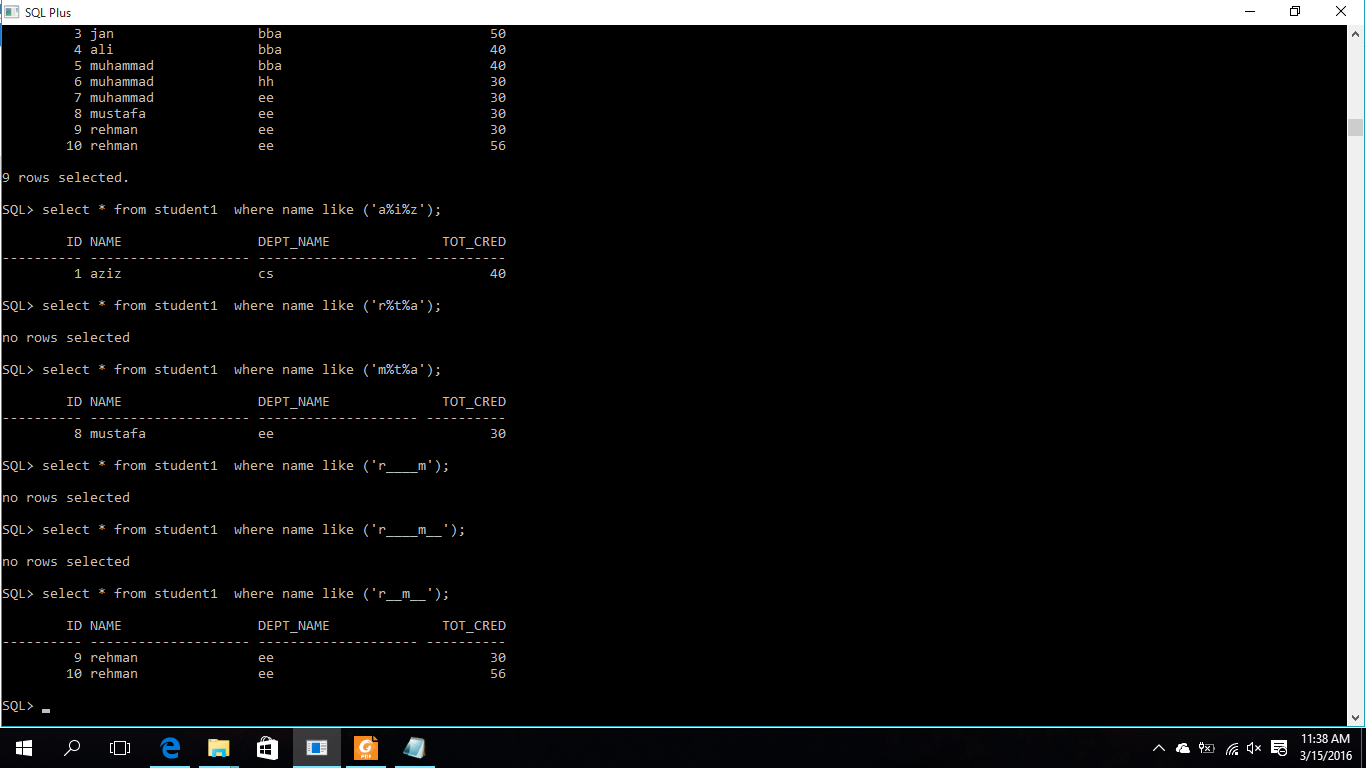 SQL Plus
3 jan bba 50
4 ali bba 40
5 muhammad bba 40
6 muhammad hh 30
7 muhammad ee 30
8 mustafa ee 30
9 rehman ee 30
10 rehman ee 56
9 rows selected.
SQL> select * from student1  where name like ('a%i%z');
ID NAME DEPT_NAME TOT_CRED
---------- -------------------- -------------------- ----------
1 aziz cs 40
SQL> select * from student1  where name like ('r%t%a');
no rows selected
SQL> select * from student1  where name like ('m%t%a');
ID NAME DEPT_NAME TOT_CRED
---------- -------------------- -------------------- ----------
8 mustafa ee 30
SQL> select * from student1  where name like ('r____m');
no rows selected
SQL> select * from student1  where name like ('r____m__');
no rows selected
SQL> select * from student1  where name like ('r__m__');
ID NAME DEPT_NAME TOT_CRED
---------- -------------------- -------------------- ----------
9 rehman ee 30
10 rehman ee 56
SQL> _
PDF
11:38 AM
3/15/2016